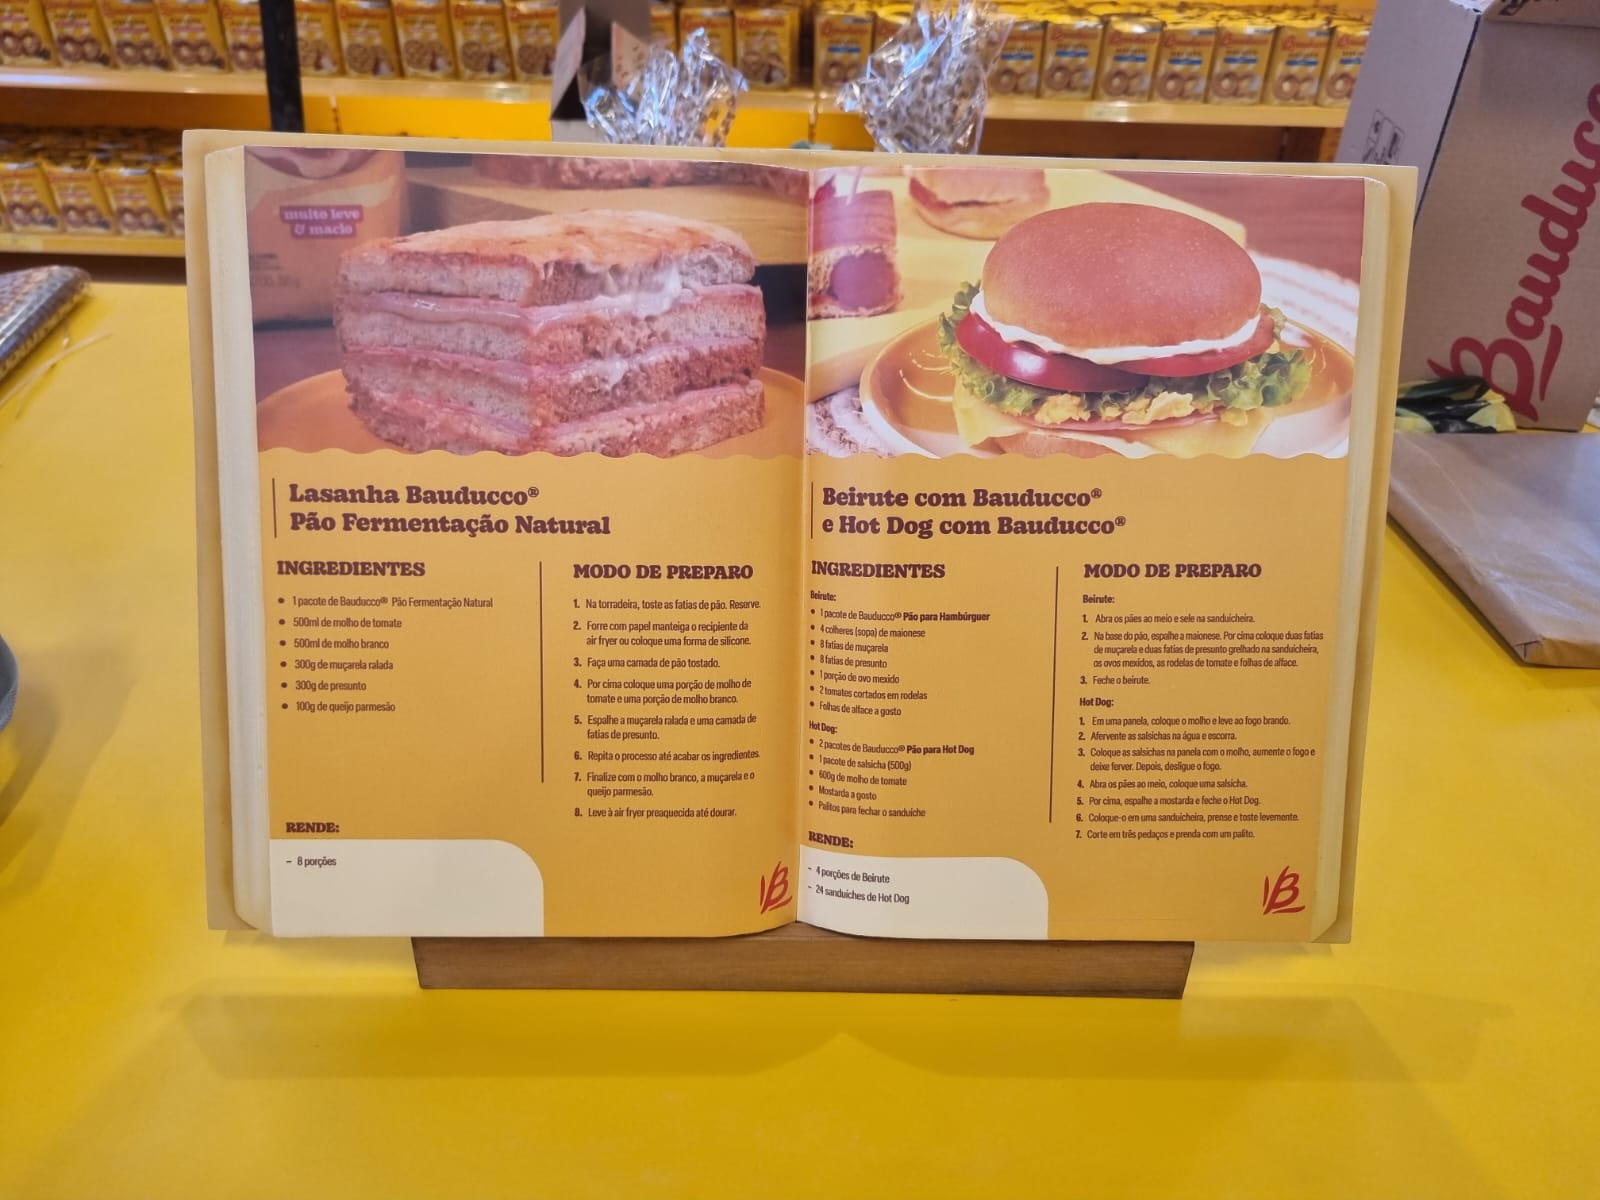 muito leve
& macio
Lasanha Bauducco®
Pão Fermentação Natural
INGREDIENTES
• 1 pacote de Bauducco® Pão Fermentação Natural
• 500ml de molho de tomate
• 500ml de molho branco
• 300g de muçarela ralada
• 300g de presunto
• 100g de queijo parmesão
MODO DE PREPARO
1. Na torradeira, toste as fatias de pão. Reserve.
2. Forre com papel manteiga o recipiente da
air fryer ou coloque uma forma de silicone.
3. Faça uma camada de pão tostado.
4. Por cima coloque uma porção de molho de
tomate e uma porção de molho branco.
5. Espalhe a muçarela ralada e uma camada de
fatias de presunto.
6. Repita o processo até acabar os ingredientes.
7. Finalize com o molho branco, a muçarela e o
queijo parmesão.
8. Leve à air fryer preaquecida até dourar.
RENDE:
– 8 porções
B
Beirute com Bauducco®
e Hot Dog com Bauducco®
INGREDIENTES
Beirute:
• 1 pacote de Bauducco® Pão para Hambúrguer
• 4 colheres (sopa) de maionese
• 8 fatias de muçarela
• 8 fatias de presunto
• 1 porção de ovo mexido
• 2 tomates cortados em rodelas
• Folhas de alface a gosto
Hot Dog:
• 2 pacotes de Bauducco® Pão para Hot Dog
• 1 pacote de salsicha (500g)
• 600g de molho de tomate
• Mostarda a gosto
• Palitos para fechar o sanduíche
MODO DE PREPARO
Beirute:
1. Abra os pães ao meio e sele na sanduicheira.
2. Na base do pão, espalhe a maionese. Por cima coloque duas fatias
de muçarela e duas fatias de presunto grelhado na sanduicheira,
os ovos mexidos, as rodelas de tomate e folhas de alface.
3. Feche o beirute.
Hot Dog:
1. Em uma panela, coloque o molho e leve ao fogo brando.
2. Afervente as salsichas na água e escorra.
3. Coloque as salsichas na panela com o molho, aumente o fogo e
deixe ferver. Depois, desligue o fogo.
4. Abra os pães ao meio, coloque uma salsicha.
5. Por cima, espalhe a mostarda e feche o Hot Dog.
6. Coloque-o em uma sanduicheira, prense e toste levemente.
7. Corte em três pedaços e prenda com um palito.
RENDE:
– 4 porções de Beirute
– 24 sanduíches de Hot Dog
B
Bauducco